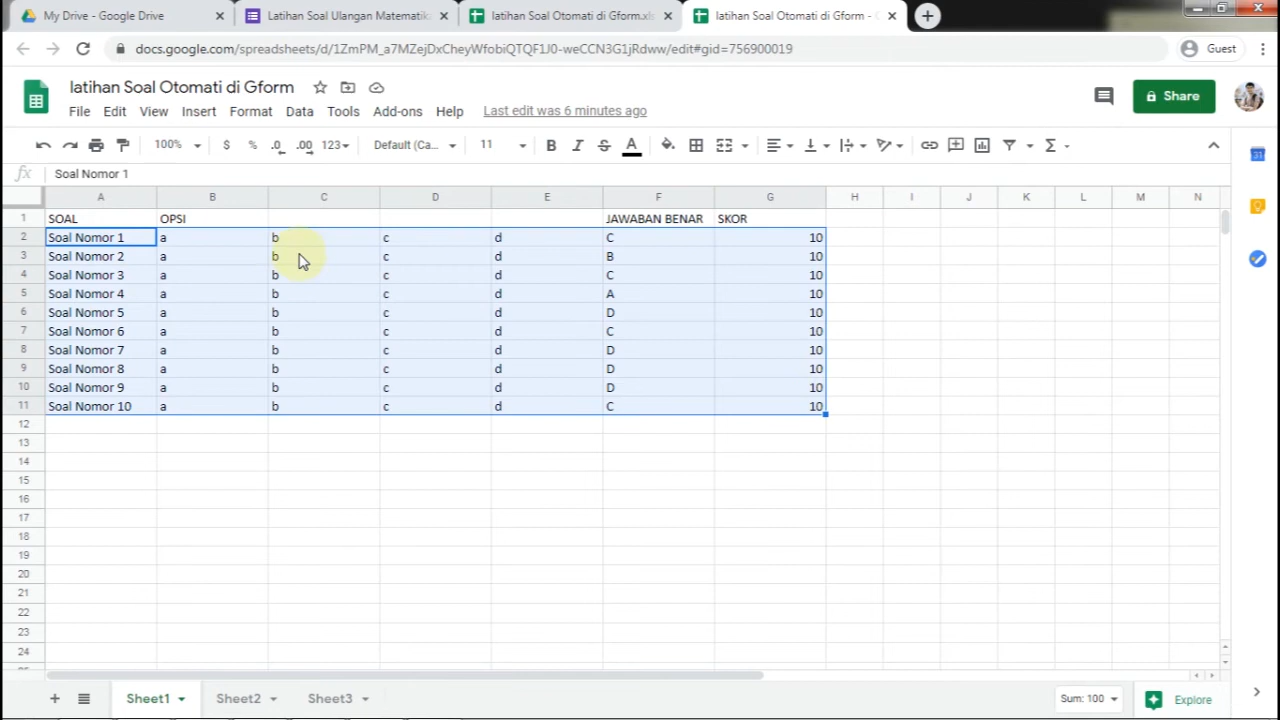 My Drive - Google Drive
Latihan Soal Ulangan Matematik
latihan Soal Otomati di Gform.xls
latihan Soal Otomati di Gform -
docs.google.com/spreadsheets/d/1ZmPM_a7MZejDxCheyWfobiQTQF1J0-weCCN3G1jRdww/edit#gid=756900019
Guest
latihan Soal Otomati di Gform
File Edit View Insert Format Data Tools Add-ons Help Last edit was 6 minutes ago
Share
100% $ % .0 .00 123 Default (Ca... 11 B I S A Σ
fx Soal Nomor 1
A B C D E F G H I J K L M N
1 SOAL OPSI JAWABAN BENAR SKOR
2 Soal Nomor 1 a b c d C 10
3 Soal Nomor 2 a b c d B 10
4 Soal Nomor 3 a b c d C 10
5 Soal Nomor 4 a b c d A 10
6 Soal Nomor 5 a b c d D 10
7 Soal Nomor 6 a b c d C 10
8 Soal Nomor 7 a b c d D 10
9 Soal Nomor 8 a b c d D 10
10 Soal Nomor 9 a b c d D 10
11 Soal Nomor 10 a b c d C 10
12
13
14
15
16
17
18
19
20
21
22
23
24
Sheet1 Sheet2 Sheet3 Sum: 100 Explore